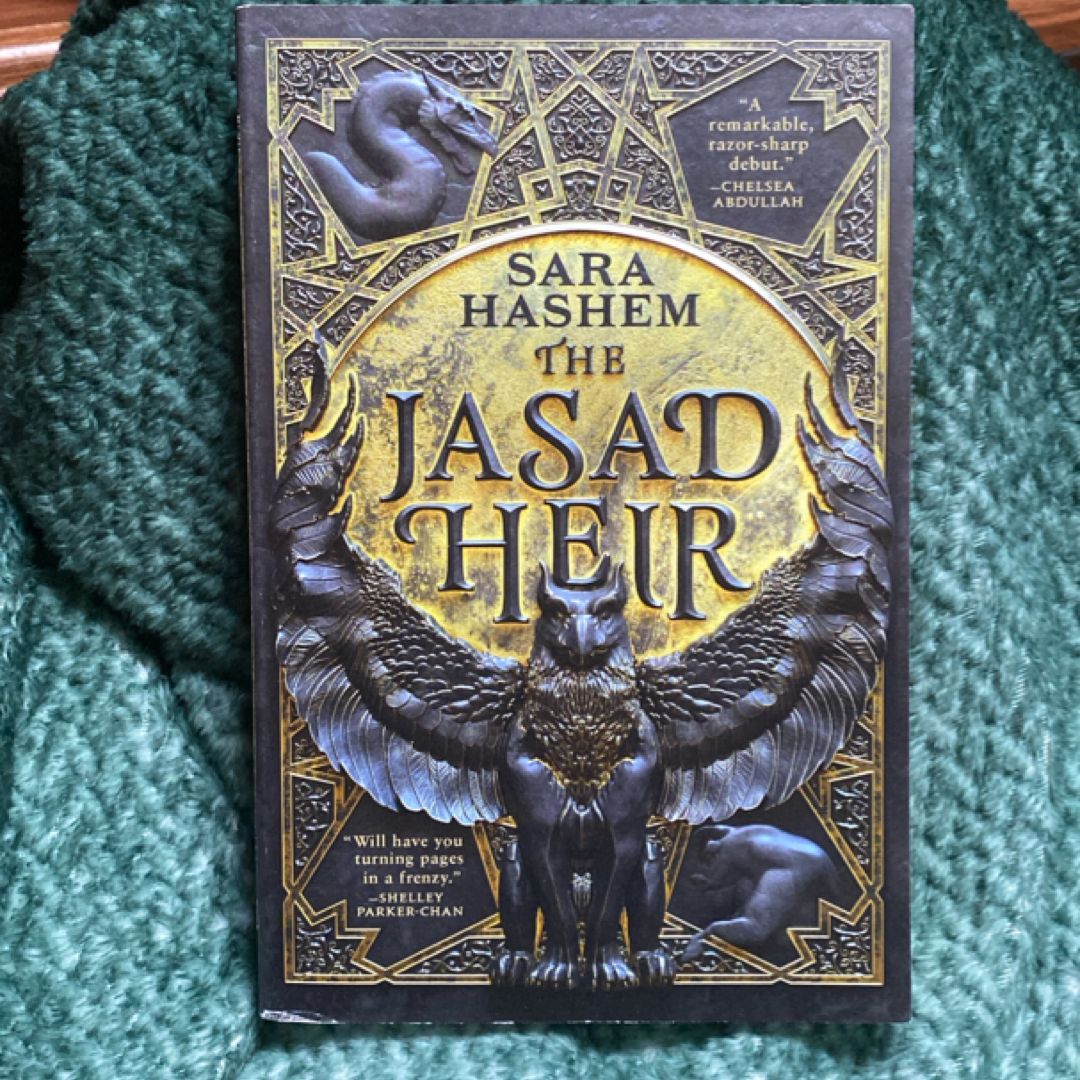 "A
remarkable,
razor-sharp
debut."
—CHELSEA
ABDULLAH
SARA
HASHEM
THE
JASAD
HEIR
"Will have you
turning pages
in a frenzy."
—SHELLEY
PARKER-CHAN